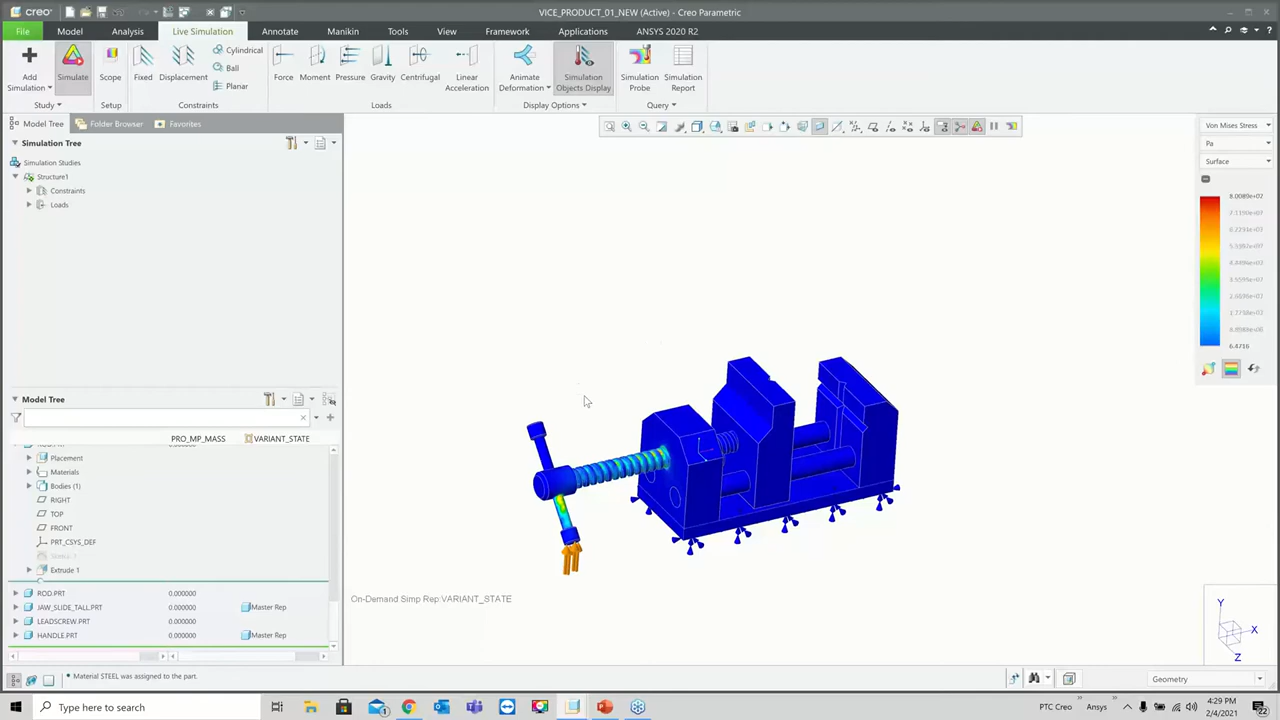 creo
VICE_PRODUCT_01_NEW (Active) - Creo Parametric
File Model Analysis Live Simulation Annotate Manikin Tools View Framework Applications ANSYS 2020 R2
Add Simulation
Simulate
Scope
Fixed
Displacement
Cylindrical
Ball
Planar
Force
Moment
Pressure
Gravity
Centrifugal
Linear Acceleration
Animate Deformation
Simulation Objects Display
Simulation Probe
Simulation Report
Study Setup Constraints Loads Display Options Query
Model Tree Folder Browser Favorites
Simulation Tree
Simulation Studies
Structure1
Constraints
Loads
Von Mises Stress
Pa
Surface
6.4716
Model Tree
PRO_MP_MASS VARIANT_STATE
Placement
Materials
Bodies (1)
RIGHT
TOP
FRONT
PRT_CSYS_DEF
Extrude 1
ROD.PRT 0.000000
JAW_SLIDE_TALL.PRT 0.000000 Master Rep
LEADSCREW.PRT 0.000000
HANDLE.PRT 0.000000 Master Rep
On-Demand Simp Rep:VARIANT_STATE
Y
X
Z
Material STEEL was assigned to the part.
Geometry
Type here to search
PTC Creo
Ansys
4:29 PM
2/4/2021
22